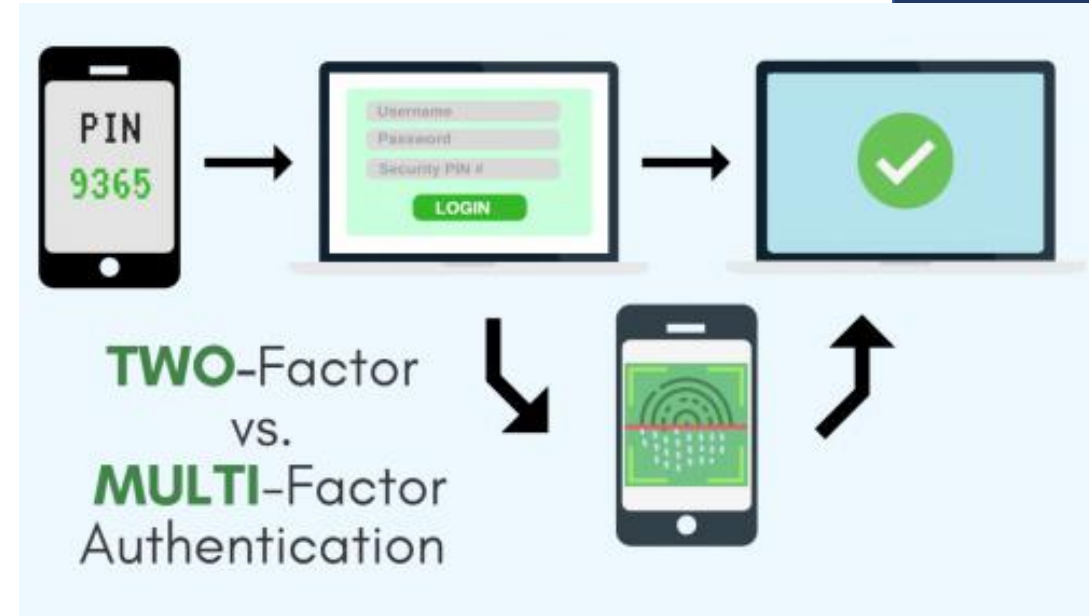 PIN
9365
Username
Password
Security PIN #
LOGIN
TWO-Factor
vs.
MULTI-Factor
Authentication